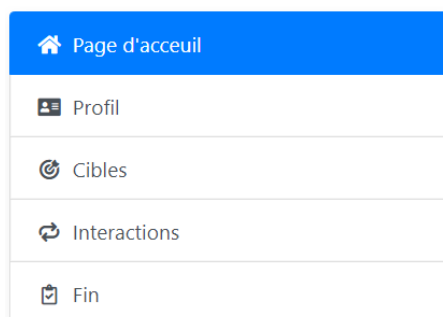 Page d'acceuil
Profil
Cibles
Interactions
Fin